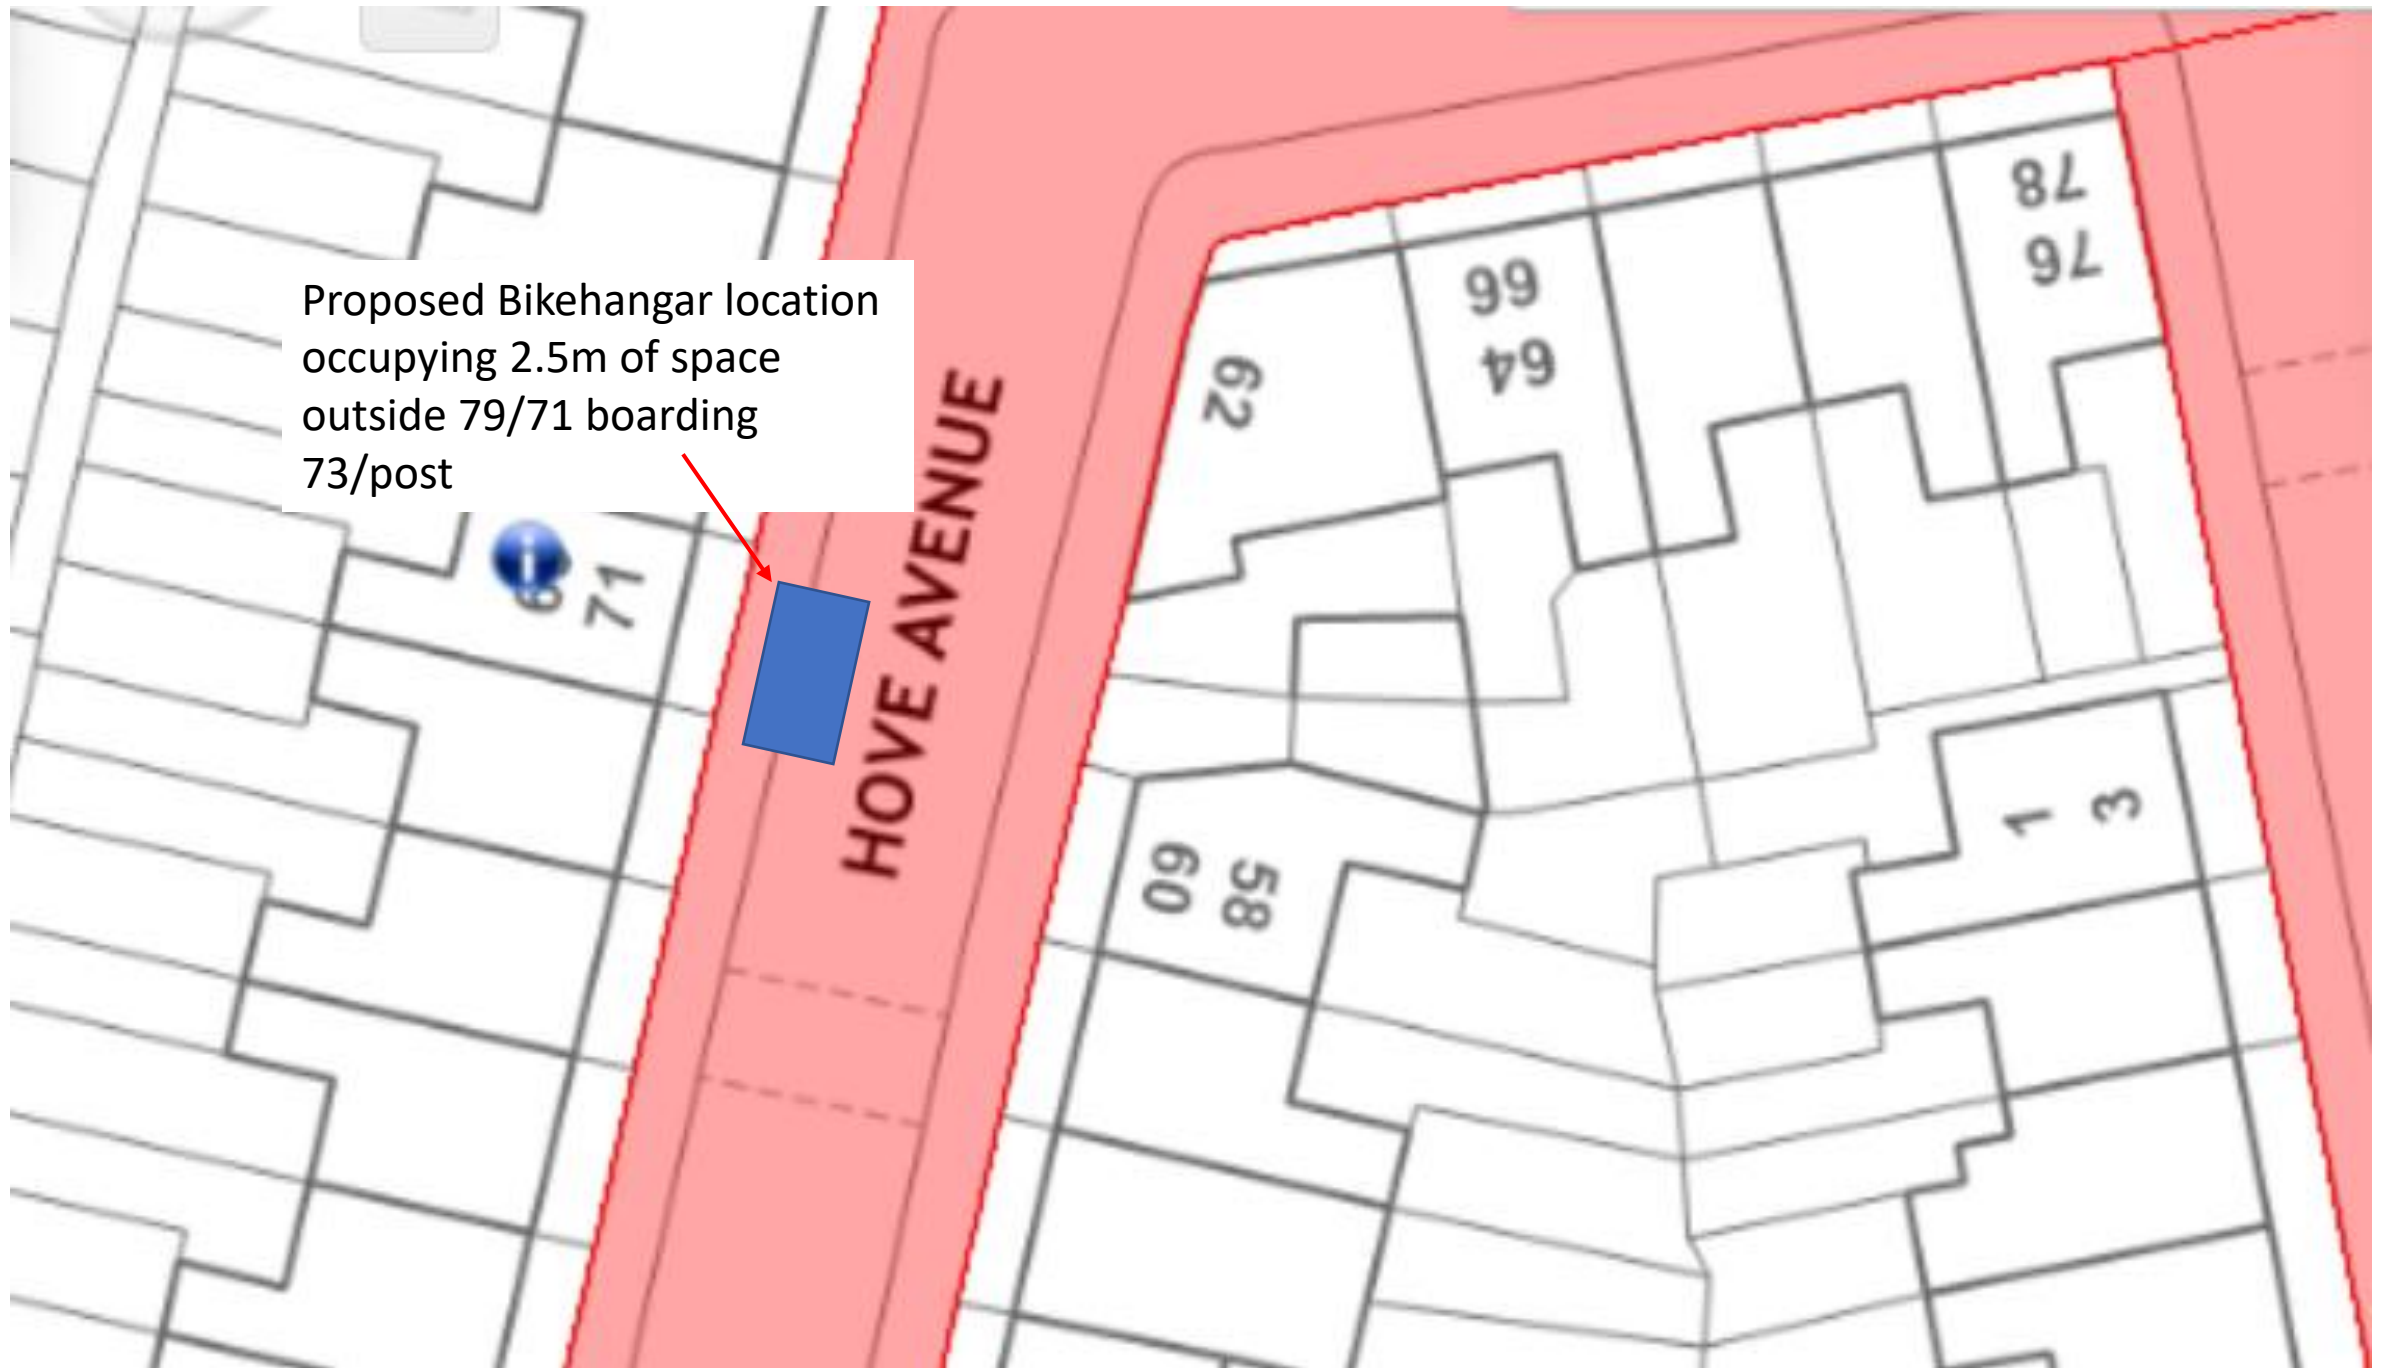 Proposed Bikehangar location
occupying 2.5m of space
outside 79/71 boarding
73/post
HOVE AVENUE
71
62
66
64
78
76
60
58
1
3